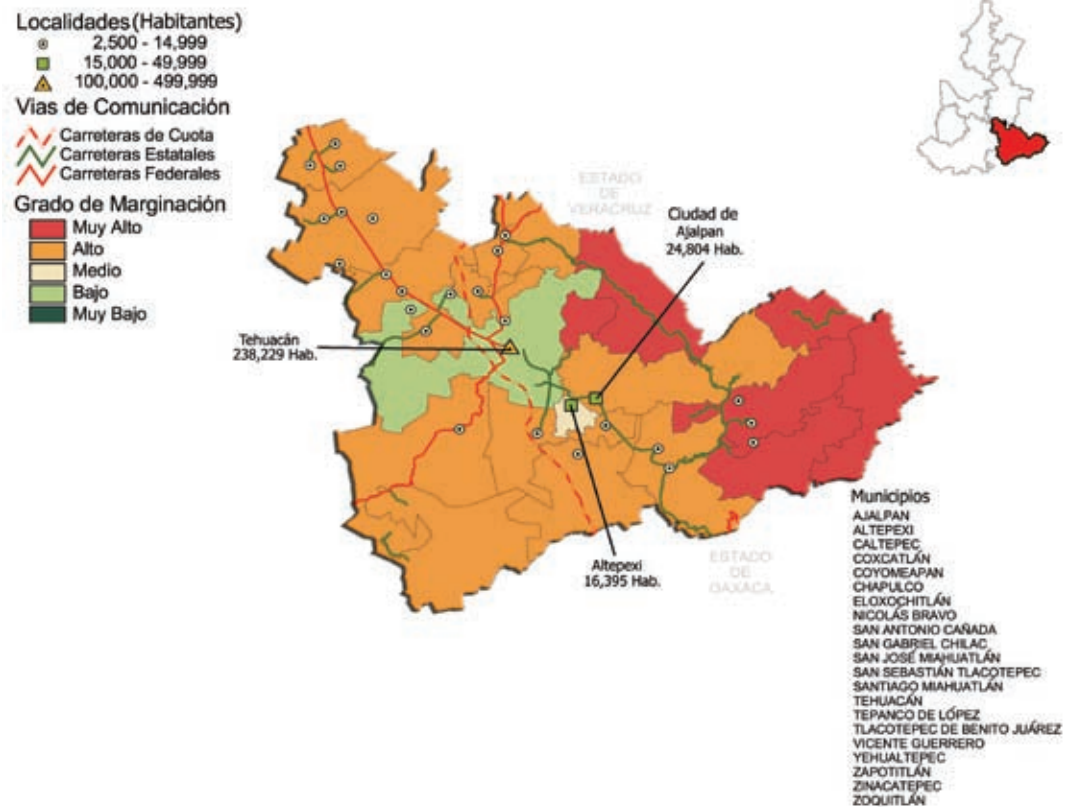 Localidades (Habitantes)
2,500 - 14,999
15,000 - 49,999
100,000 - 499,999
Vias de Comunicación
Carreteras de Cuota
Carreteras Estatales
Carreteras Federales
Grado de Marginación
Muy Alto
Alto
Medio
Bajo
Muy Bajo
ESTADO
DE
VERACRUZ
Ciudad de
Ajalpan
24,804 Hab.
Tehuacán
238,229 Hab.
Altepexi
16,395 Hab.
ESTADO
DE
OAXACA
Municipios
AJALPAN
ALTEPEXI
CALTEPEC
COXCATLÁN
COYOMEAPAN
CHAPULCO
ELOXOCHITLÁN
NICOLÁS BRAVO
SAN ANTONIO CAÑADA
SAN GABRIEL CHILAC
SAN JOSÉ MIAHUATLÁN
SAN SEBASTIÁN TLACOTEPEC
SANTIAGO MIAHUATLÁN
TEHUACÁN
TEPANCO DE LÓPEZ
TLACOTEPEC DE BENITO JUÁREZ
VICENTE GUERRERO
YEHUALTEPEC
ZAPOTITLÁN
ZINACATEPEC
ZOQUITLÁN